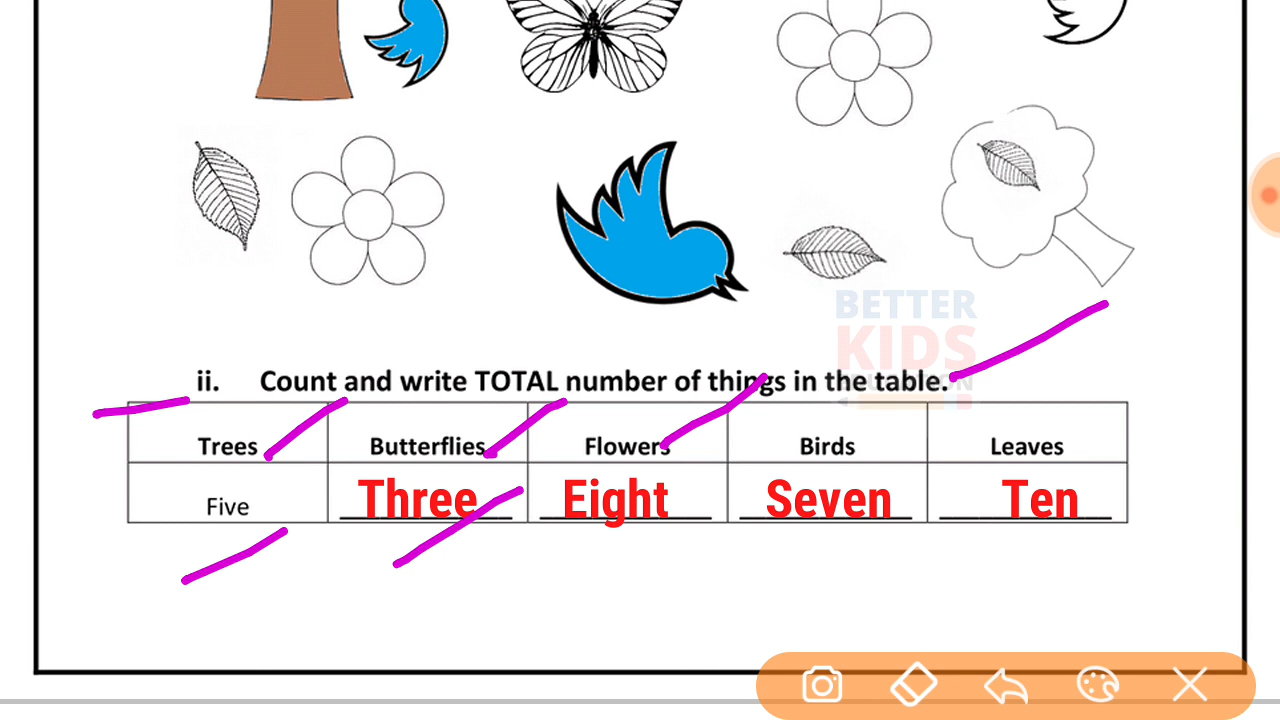 BETTER
KIDS
ii. Count and write TOTAL number of things in the table.
Trees Butterflies Flowers Birds Leaves
Five Three Eight Seven Ten